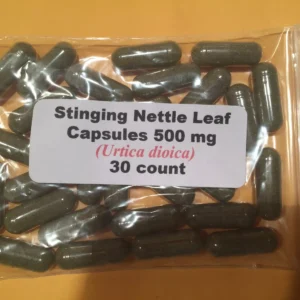 Stinging Nettle Leaf
Capsules 500 mg
(Urtica dioica)
30 count